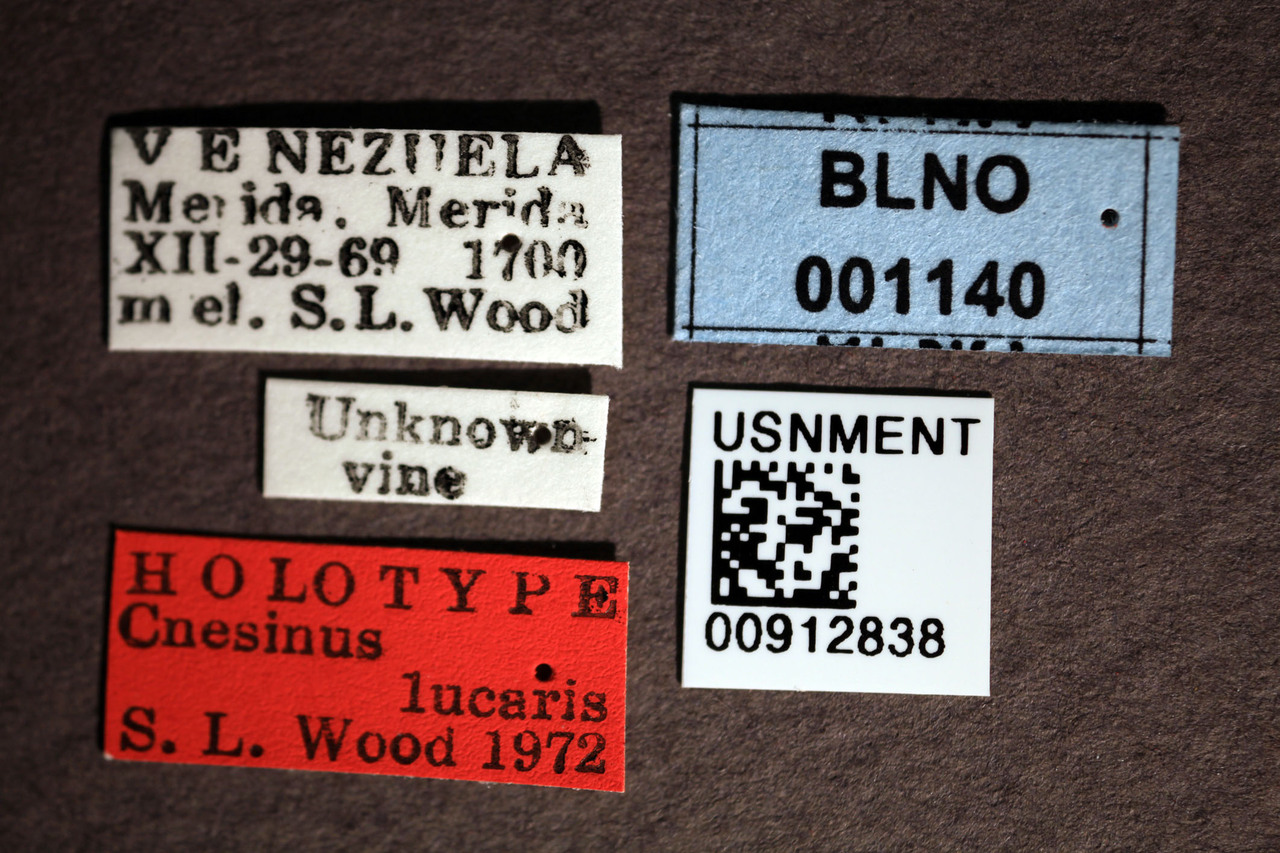 VENEZUELA
Merida, Merida
XII-29-69 1700
m el. S.L. Wood
Unknown
vine
HOLOTYPE
Cnesinus
lucaris
S. L. Wood 1972
BLNO
001140
USNMENT
00912838